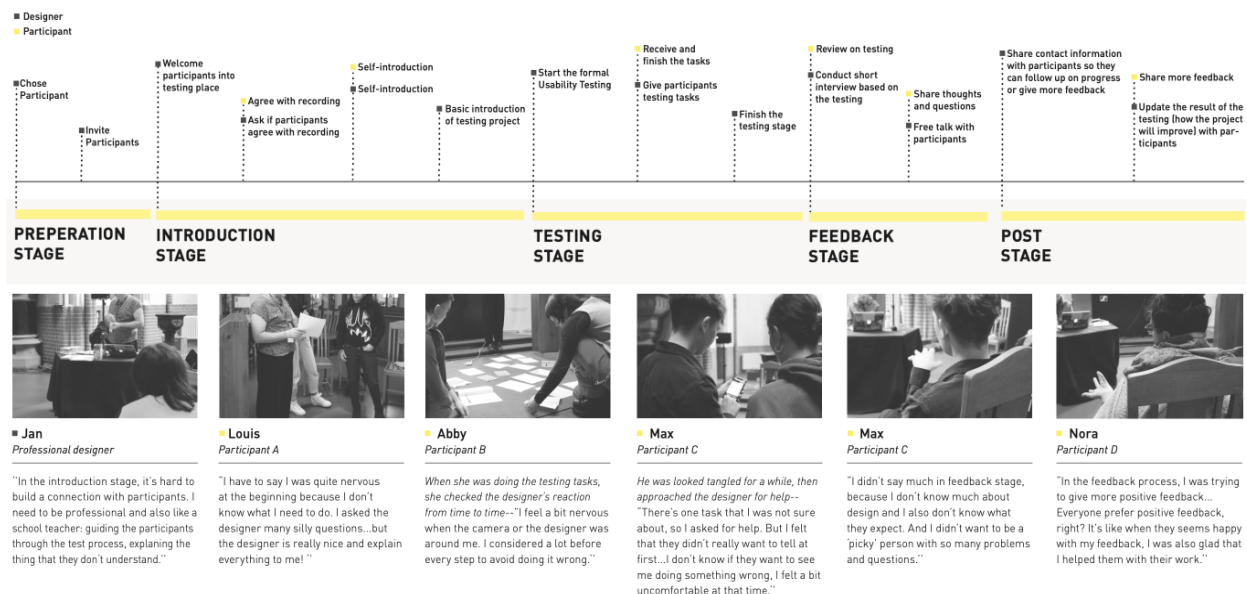 Designer
Participant
Chose
Participant
Invite
Participants
Welcome
participants into
testing place
Agree with recording
Ask if participants
agree with recording
Self-introduction
Self-introduction
Basic introduction
of testing project
Start the formal
Usability Testing
Receive and
finish the tasks
Give participants
testing tasks
Finish the
testing stage
Review on testing
Conduct short
interview based on
the testing
Share thoughts
and questions
Free talk with
participants
Share contact information
with participants so they
can follow up on progress
or give more feedback
Share more feedback
Update the result of the
testing (how the project
will improve) with par-
ticipants
PREPERATION
STAGE
INTRODUCTION
STAGE
TESTING
STAGE
FEEDBACK
STAGE
POST
STAGE
Jan
Professional designer
''In the introduction stage, it's hard to
build a connection with participants. I
need to be professional and also like a
school teacher: guiding the participants
through the test process, explaning the
thing that they don't understand.''
Louis
Participant A
"I have to say I was quite nervous
at the beginning because I don't
know what I need to do. I asked the
designer many silly questions...but
the designer is really nice and explain
everything to me! ''
Abby
Participant B
When she was doing the testing tasks,
she checked the designer's reaction
from time to time--"I feel a bit nervous
when the camera or the designer was
around me. I considered a lot before
every step to avoid doing it wrong.''
Max
Participant C
He was looked tangled for a while, then
approached the designer for help--
"There's one task that I was not sure
about, so I asked for help. But I felt
that they didn't really want to tell at
first...I don't know if they want to see
me doing something wrong, I felt a bit
uncomfortable at that time.''
Max
Participant C
"I didn't say much in feedback stage,
because I don't know much about
design and I also don't know what
they expect. And I didn't want to be a
'picky' person with so many problems
and questions.''
Nora
Participant D
"In the feedback process, I was trying
to give more positive feedback...
Everyone prefer positive feedback,
right? It's like when they seems happy
with my feedback, I was also glad that
I helped them with their work.''